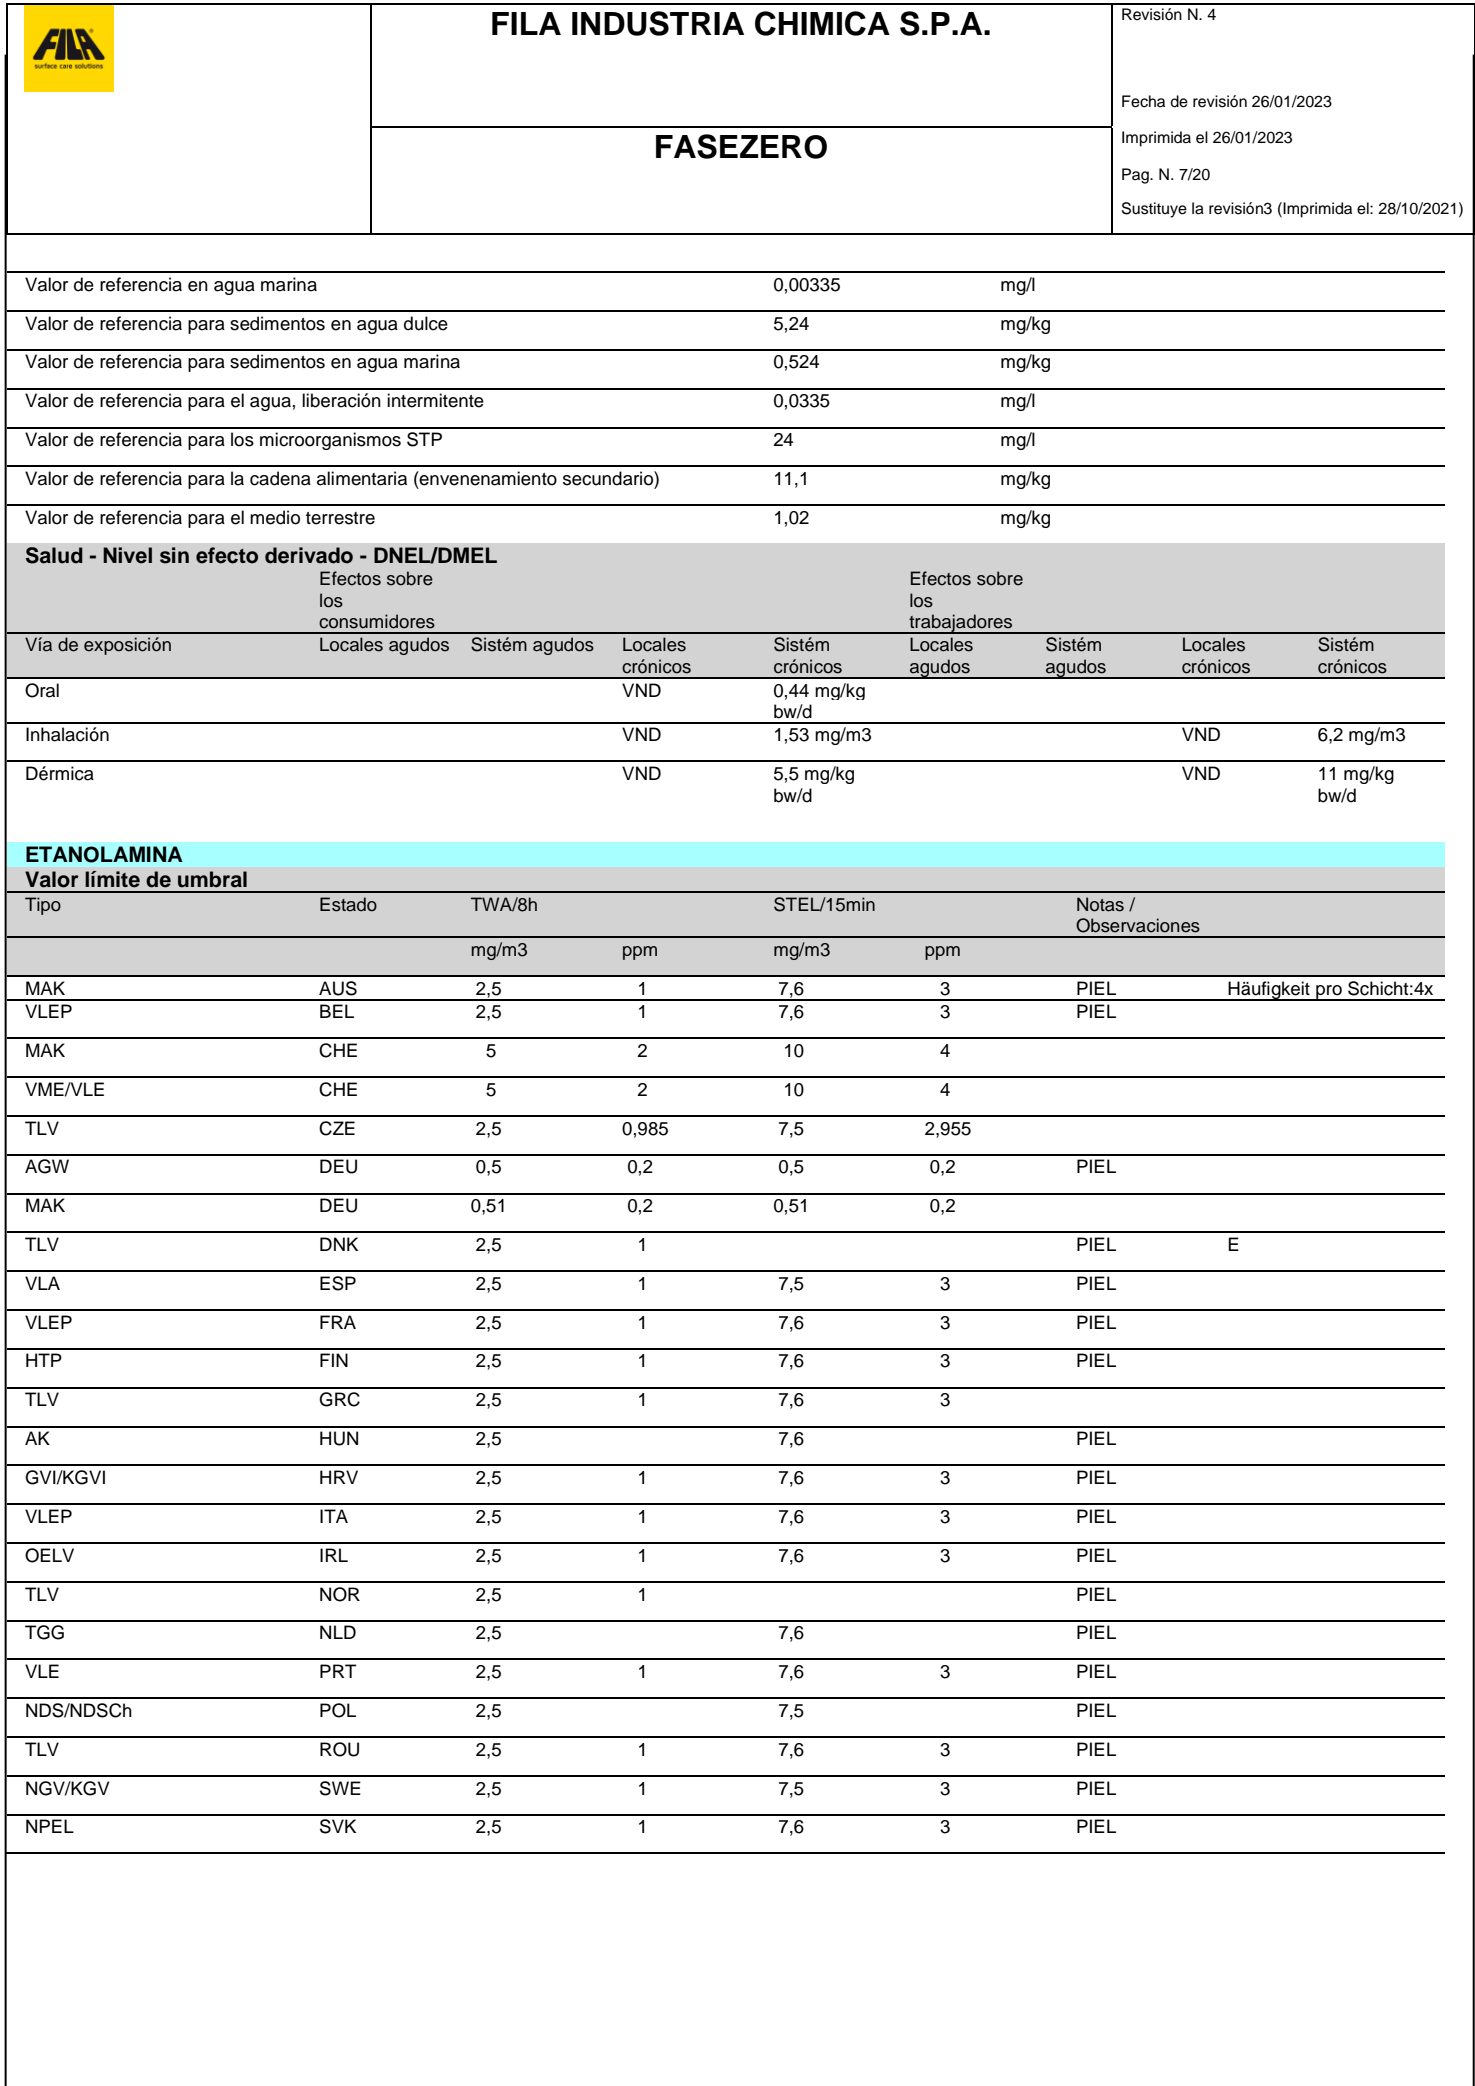 FILA
surface care solutions
FILA INDUSTRIA CHIMICA S.P.A.
FASEZERO
Revisión N. 4
Fecha de revisión 26/01/2023
Imprimida el 26/01/2023
Pag. N. 7/20
Sustituye la revisión3 (Imprimida el: 28/10/2021)
Valor de referencia en agua marina 0,00335 mg/l
Valor de referencia para sedimentos en agua dulce 5,24 mg/kg
Valor de referencia para sedimentos en agua marina 0,524 mg/kg
Valor de referencia para el agua, liberación intermitente 0,0335 mg/l
Valor de referencia para los microorganismos STP 24 mg/l
Valor de referencia para la cadena alimentaria (envenenamiento secundario) 11,1 mg/kg
Valor de referencia para el medio terrestre 1,02 mg/kg
Salud - Nivel sin efecto derivado - DNEL/DMEL
Efectos sobre Efectos sobre
los los
consumidores trabajadores
Vía de exposición Locales agudos Sistém agudos Locales Sistém Locales Sistém Locales Sistém
crónicos crónicos agudos agudos crónicos crónicos
Oral VND 0,44 mg/kg
bw/d
Inhalación VND 1,53 mg/m3 VND 6,2 mg/m3
Dérmica VND 5,5 mg/kg VND 11 mg/kg
bw/d bw/d
ETANOLAMINA
Valor límite de umbral
Tipo Estado TWA/8h STEL/15min Notas /
Observaciones
mg/m3 ppm mg/m3 ppm
MAK AUS 2,5 1 7,6 3 PIEL Häufigkeit pro Schicht:4x
VLEP BEL 2,5 1 7,6 3 PIEL
MAK CHE 5 2 10 4
VME/VLE CHE 5 2 10 4
TLV CZE 2,5 0,985 7,5 2,955
AGW DEU 0,5 0,2 0,5 0,2 PIEL
MAK DEU 0,51 0,2 0,51 0,2
TLV DNK 2,5 1 PIEL E
VLA ESP 2,5 1 7,5 3 PIEL
VLEP FRA 2,5 1 7,6 3 PIEL
HTP FIN 2,5 1 7,6 3 PIEL
TLV GRC 2,5 1 7,6 3
AK HUN 2,5 7,6 PIEL
GVI/KGVI HRV 2,5 1 7,6 3 PIEL
VLEP ITA 2,5 1 7,6 3 PIEL
OELV IRL 2,5 1 7,6 3 PIEL
TLV NOR 2,5 1 PIEL
TGG NLD 2,5 7,6 PIEL
VLE PRT 2,5 1 7,6 3 PIEL
NDS/NDSCh POL 2,5 7,5 PIEL
TLV ROU 2,5 1 7,6 3 PIEL
NGV/KGV SWE 2,5 1 7,5 3 PIEL
NPEL SVK 2,5 1 7,6 3 PIEL